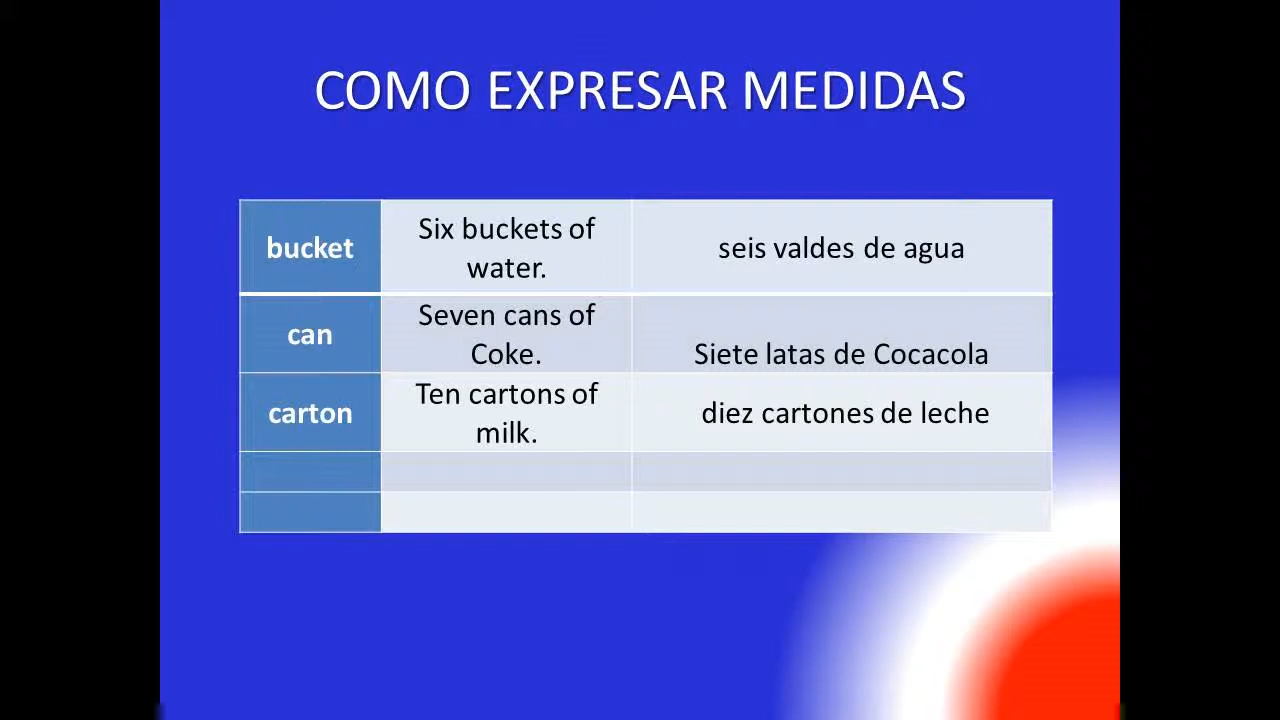 COMO EXPRESAR MEDIDAS
bucket
Six buckets of
water.
seis valdes de agua
can
Seven cans of
Coke.
Siete latas de Cocacola
carton
Ten cartons of
milk.
diez cartones de leche